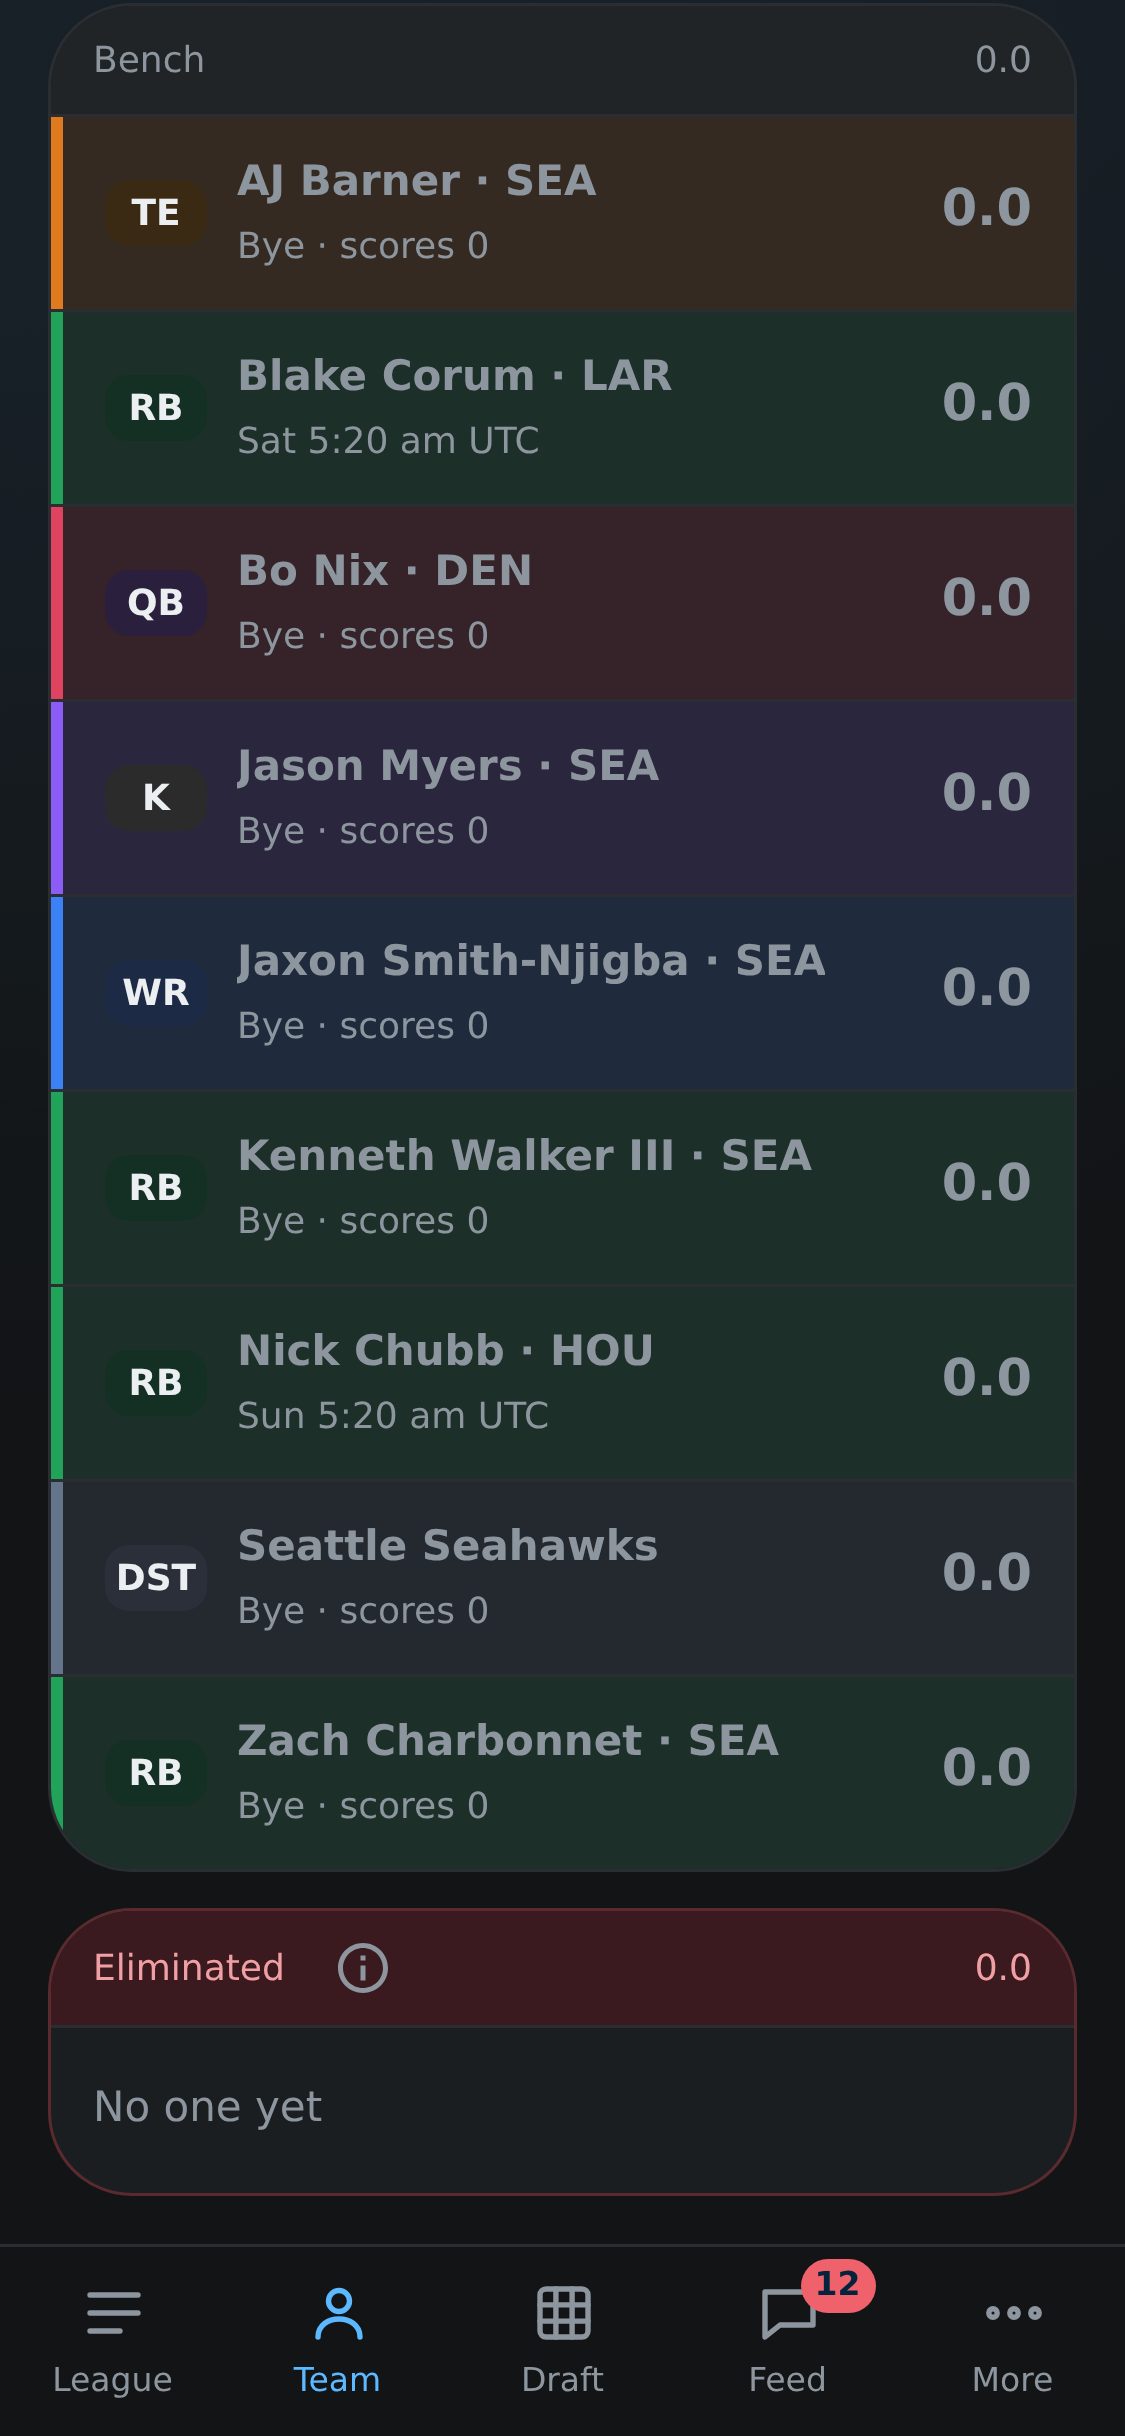 Bench 0.0
AJ Barner · SEA
TE 0.0
Bye · scores 0
Blake Corum · LAR
RB 0.0
Sat 5:20 am UTC
Bo Nix · DEN
QB 0.0
Bye · scores 0
Jason Myers · SEA
K 0.0
Bye · scores 0
Jaxon Smith-Njigba · SEA
WR 0.0
Bye · scores 0
Kenneth Walker III · SEA
RB 0.0
Bye · scores 0
Nick Chubb · HOU
RB 0.0
Sun 5:20 am UTC
Seattle Seahawks
DST 0.0
Bye · scores 0
Zach Charbonnet · SEA
RB 0.0
Bye · scores 0
Eliminated 0.0
No one yet
12
League Team Draft Feed More